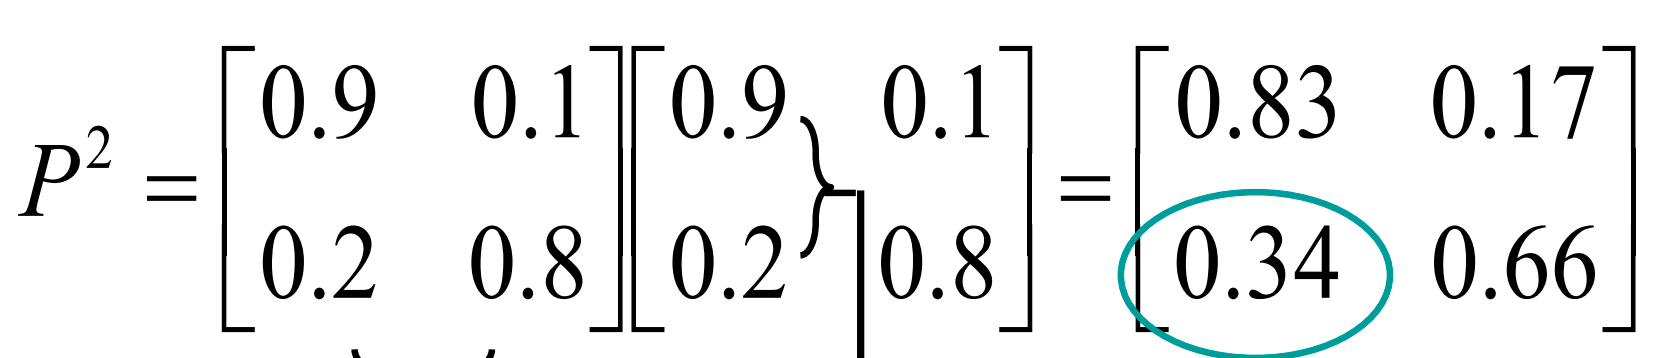 P² = [0.9 0.1] [0.9 0.1] = [0.83 0.17]
[0.2 0.8] [0.2 0.8] [0.34 0.66]